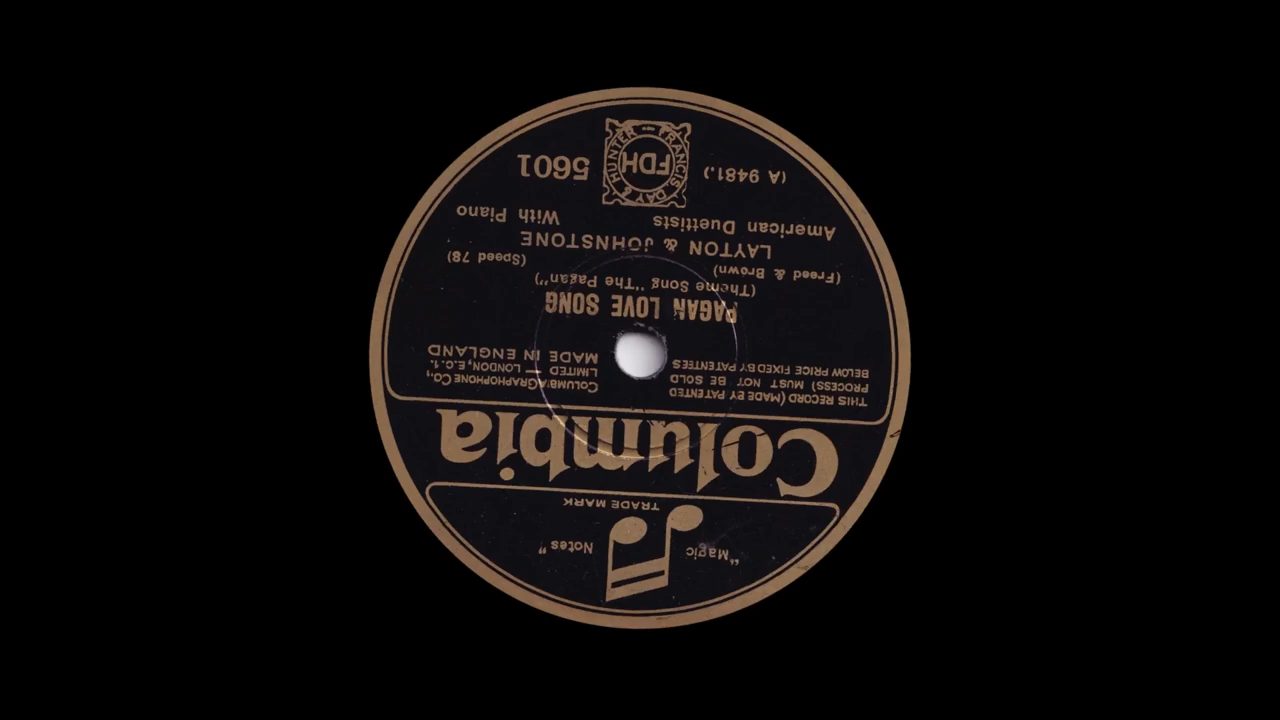 "Magic Notes"
TRADE MARK
Columbia
THIS RECORD (MADE BY PATENTED
PROCESS) MUST NOT BE SOLD
BELOW PRICE FIXED BY PATENTEES
COLUMBIA GRAPHOPHONE CO.,
LIMITED — LONDON, E.C.1.
MADE IN ENGLAND
PAGAN LOVE SONG
(Theme Song "The Pagan")
(Freed & Brown) (Speed 78)
LAYTON & JOHNSTONE
American Duettists With Piano
(A 9481.) 5601
FRANCIS DAY & HUNTER
FDH